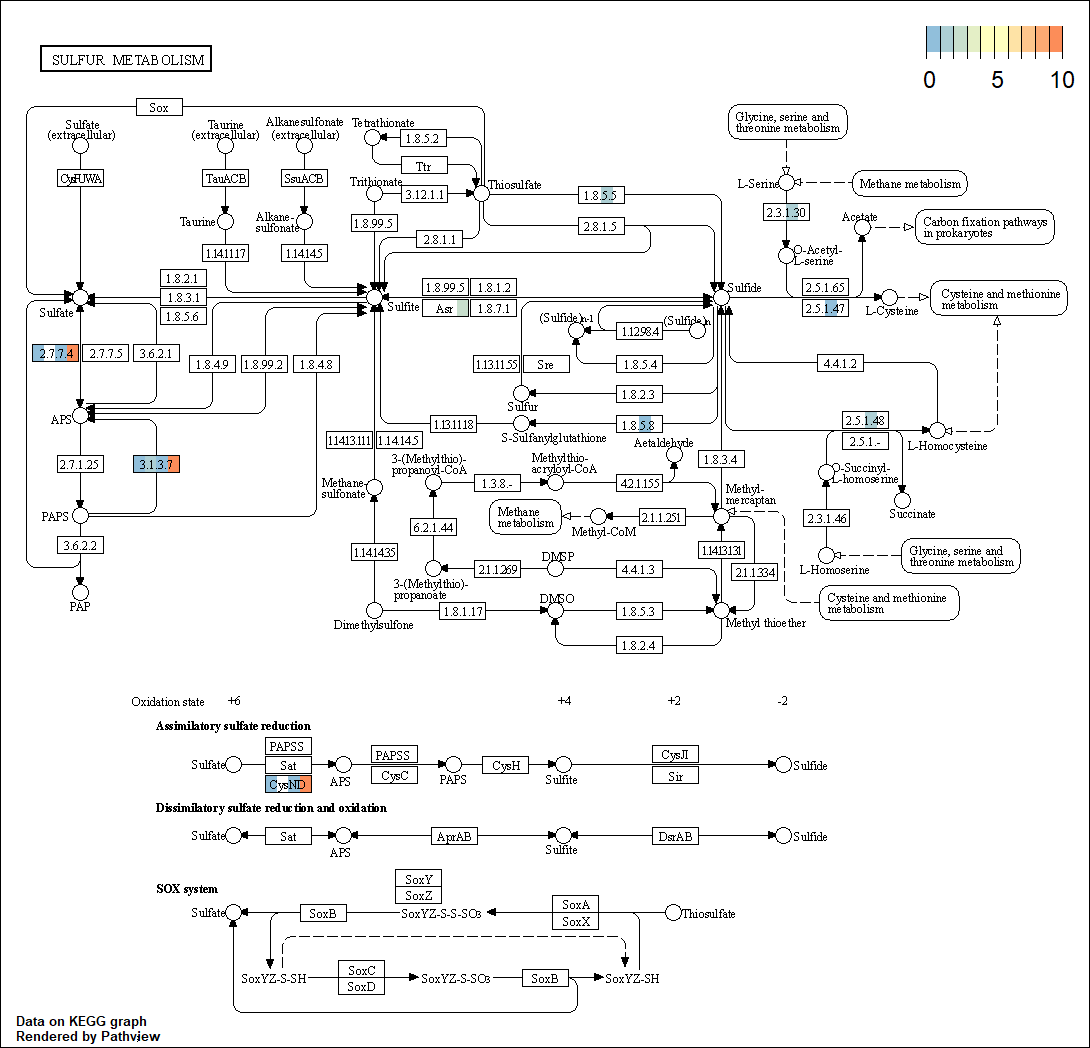 SULFUR METABOLISM
0 5 10
Sox
Sulfate
(extracellular)
Taurine
(extracellular)
Alkanesulfonate
(extracellular)
Tetrathionate
1.8.5.2
Ttr
Glycine, serine and
threonine metabolism
CysFUWA
TauACB
SsuACB
Trithionate
3.12.1.1
Thiosulfate
1.8.5.5
L-Serine
Methane metabolism
Taurine
Alkane-
sulfonate
1.8.99.5
2.8.1.1
2.8.1.5
2.3.1.30
Acetate
Carbon fixation pathways
in prokaryotes
1.14.11.17
1.14.14.5
O-Acetyl-
L-serine
1.8.2.1
1.8.3.1
1.8.5.6
Sulfate
Sulfite
1.8.99.5
1.8.1.2
Asr
1.8.7.1
Sulfide
2.5.1.65
2.5.1.47
L-Cysteine
Cysteine and methionine
metabolism
(Sulfide)n-1
1.12.98.4
(Sulfide)n
2.7.7.4
2.7.7.5
3.6.2.1
1.8.4.9
1.8.99.2
1.8.4.8
1.13.11.55
Sre
1.8.5.4
4.4.1.2
1.8.2.3
Sulfur
APS
1.13.11.18
S-Sulfanylglutathione
1.8.5.8
2.5.1.48
2.5.1.-
L-Homocysteine
1.14.13.111
1.14.14.5
Aetaldehyde
2.7.1.25
3.1.3.7
3-(Methylthio)-
propanoyl-CoA
Methylthio-
acryloyl-CoA
1.8.3.4
O-Succinyl-
L-homoserine
Methane-
sulfonate
1.3.8.-
4.2.1.155
Methyl-
mercaptan
Succinate
PAPS
Methane
metabolism
Methyl-CoM
2.1.1.251
2.3.1.46
6.2.1.44
3.6.2.2
1.14.14.35
1.14.13.131
L-Homoserine
Glycine, serine and
threonine metabolism
DMSP
2.1.1.269
4.4.1.3
2.1.1.334
PAP
3-(Methylthio)-
propanoate
DMSO
Cysteine and methionine
metabolism
Dimethylsulfone
1.8.1.17
1.8.5.3
Methyl thioether
1.8.2.4
Oxidation state +6 +4 +2 -2
Assimilatory sulfate reduction
PAPSS
Sulfate
Sat
CysND
APS
PAPSS
CysC
PAPS
CysH
Sulfite
CysJI
Sir
Sulfide
Dissimilatory sulfate reduction and oxidation
Sulfate
Sat
APS
AprAB
Sulfite
DsrAB
Sulfide
SOX system
SoxY
SoxZ
Sulfate
SoxB
SoxYZ-S-S-SO3
SoxA
SoxX
Thiosulfate
SoxYZ-S-SH
SoxC
SoxD
SoxYZ-S-SO3
SoxB
SoxYZ-SH
Data on KEGG graph
Rendered by Pathview